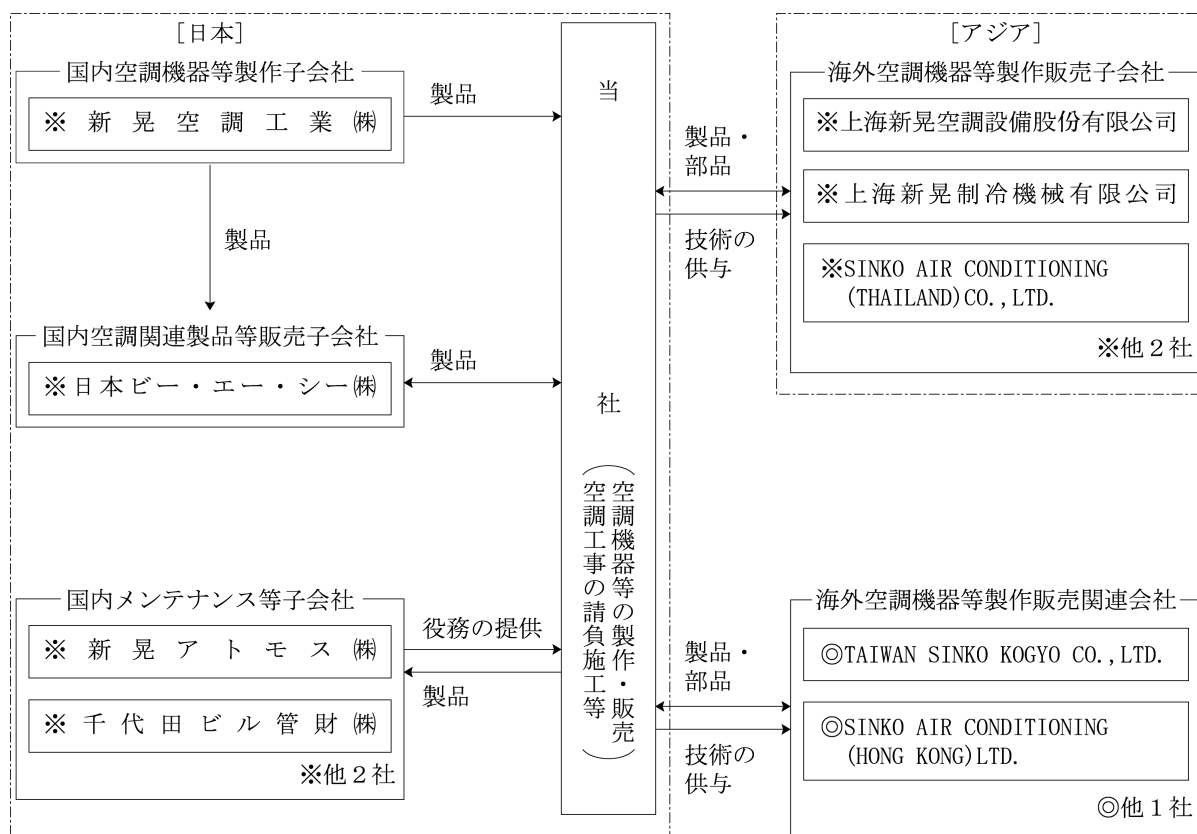 [日本]
国内空調機器等製作子会社
※新晃空調工業㈱
製品
製品
国内空調関連製品等販売子会社
※日本ビー・エー・シー㈱
製品
国内メンテナンス等子会社
※新晃アトモス㈱
※千代田ビル管財㈱
※他２社
役務の提供
製品
当社
(空調機器等の製作・販売
空調工事の請負施工等)
[アジア]
海外空調機器等製作販売子会社
※上海新晃空調設備股份有限公司
※上海新晃制冷機械有限公司
※SINKO AIR CONDITIONING
(THAILAND)CO.,LTD.
※他２社
製品・
部品
技術の
供与
海外空調機器等製作販売関連会社
◎TAIWAN SINKO KOGYO CO.,LTD.
◎SINKO AIR CONDITIONING
(HONG KONG)LTD.
◎他１社
製品・
部品
技術の
供与